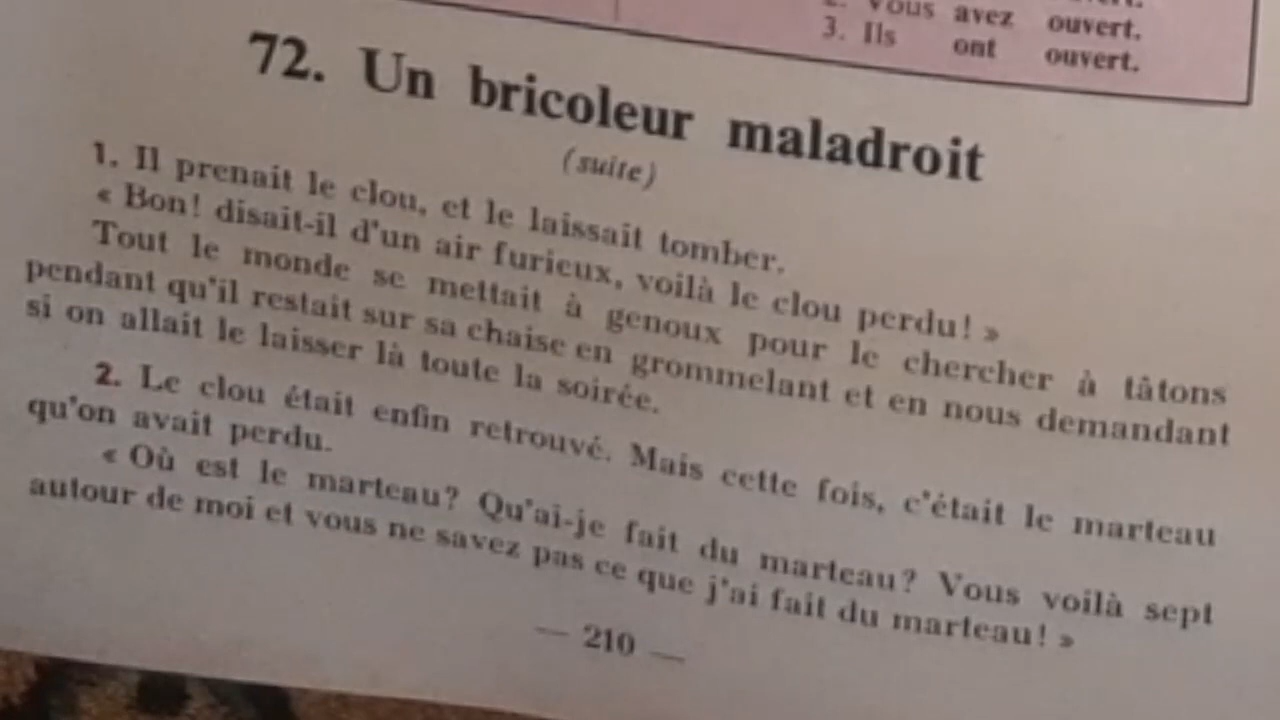 2. Vous avez ouvert.
3. Ils ont ouvert.
72. Un bricoleur maladroit
(suite)
1. Il prenait le clou, et le laissait tomber.
« Bon! disait-il d'un air furieux, voilà le clou perdu! »
Tout le monde se mettait à genoux pour le chercher à tâtons
pendant qu'il restait sur sa chaise en grommelant et en nous demandant
si on allait le laisser là toute la soirée.
2. Le clou était enfin retrouvé. Mais cette fois, c'était le marteau
qu'on avait perdu.
« Où est le marteau? Qu'ai-je fait du marteau? Vous voilà sept
autour de moi et vous ne savez pas ce que j'ai fait du marteau! »
— 210 —